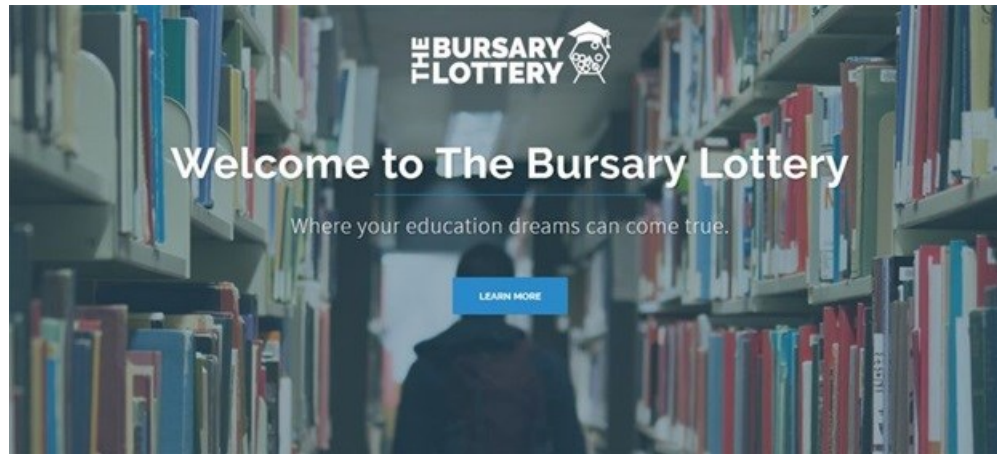 THE BURSARY
LOTTERY
Welcome to The Bursary Lottery
Where your education dreams can come true.
LEARN MORE